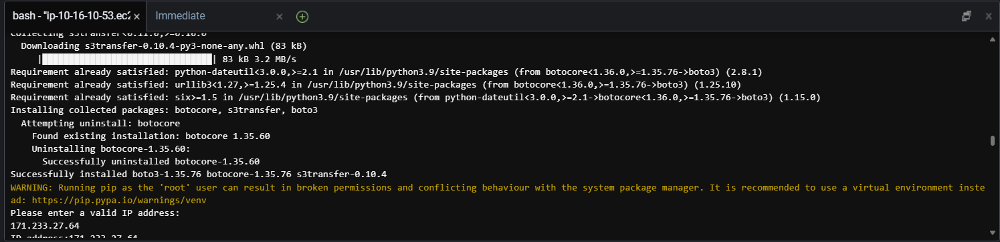 bash - "ip-10-16-10-53.ec2 × Immediate ×
Collecting s3transfer<0.11.0,>=0.10.0
Downloading s3transfer-0.10.4-py3-none-any.whl (83 kB)
|████████████████████████████████| 83 kB 3.2 MB/s
Requirement already satisfied: python-dateutil<3.0.0,>=2.1 in /usr/lib/python3.9/site-packages (from botocore<1.36.0,>=1.35.76->boto3) (2.8.1)
Requirement already satisfied: urllib3<1.27,>=1.25.4 in /usr/lib/python3.9/site-packages (from botocore<1.36.0,>=1.35.76->boto3) (1.25.10)
Requirement already satisfied: six>=1.5 in /usr/lib/python3.9/site-packages (from python-dateutil<3.0.0,>=2.1->botocore<1.36.0,>=1.35.76->boto3) (1.15.0)
Installing collected packages: botocore, s3transfer, boto3
Attempting uninstall: botocore
Found existing installation: botocore 1.35.60
Uninstalling botocore-1.35.60:
Successfully uninstalled botocore-1.35.60
Successfully installed boto3-1.35.76 botocore-1.35.76 s3transfer-0.10.4
WARNING: Running pip as the 'root' user can result in broken permissions and conflicting behaviour with the system package manager. It is recommended to use a virtual environment inste
ad: https://pip.pypa.io/warnings/venv
Please enter a valid IP address:
171.233.27.64
IP address:171.233.27.64